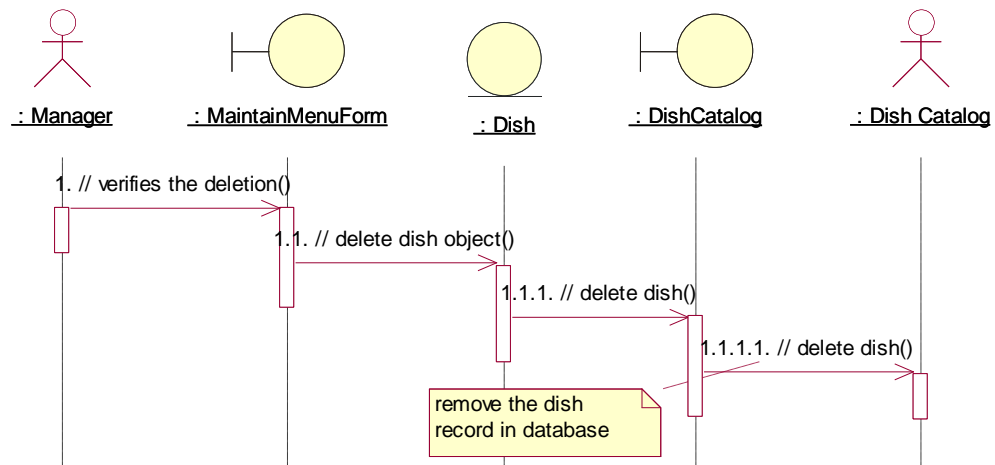 : Manager
: MaintainMenuForm
: Dish
: DishCatalog
: Dish Catalog
1. // verifies the deletion()
1.1. // delete dish object()
1.1.1. // delete dish()
1.1.1.1. // delete dish()
remove the dish
record in database